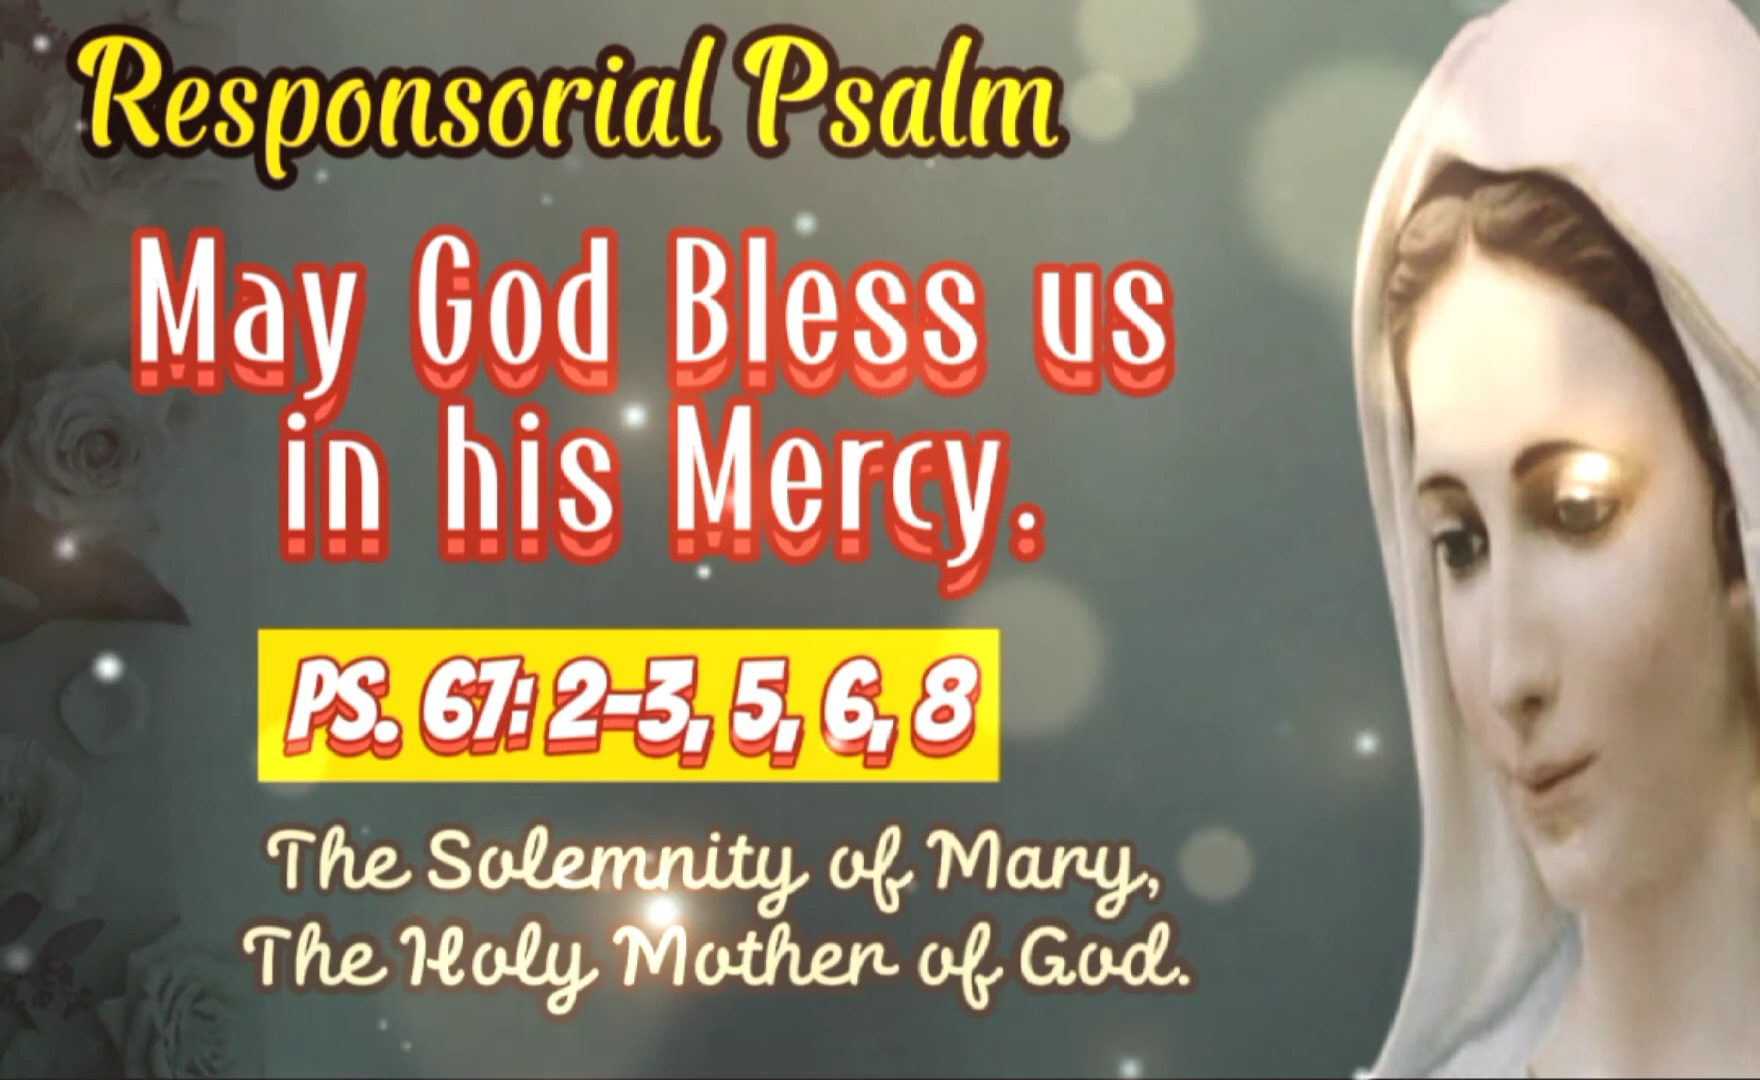 Responsorial Psalm
May God Bless us
in his Mercy.
PS. 67: 2-3, 5, 6, 8
The Solemnity of Mary,
The Holy Mother of God.